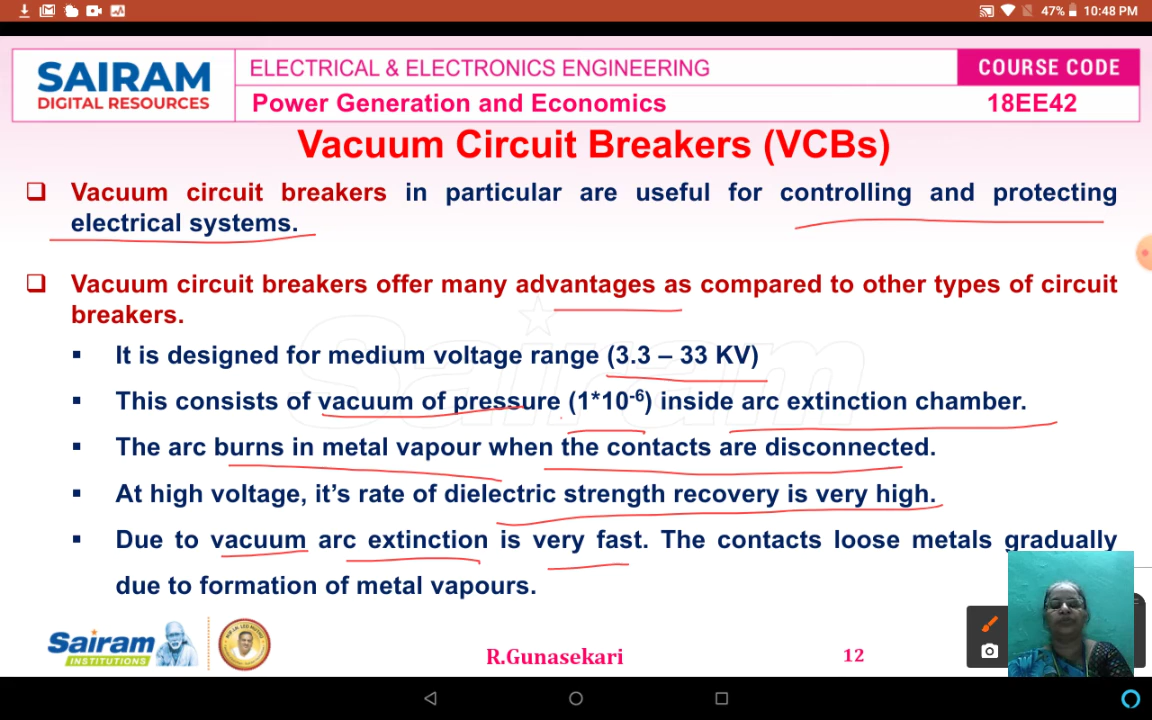 47% 10:48 PM
SAIRAM
DIGITAL RESOURCES
ELECTRICAL & ELECTRONICS ENGINEERING
COURSE CODE
Power Generation and Economics
18EE42
Vacuum Circuit Breakers (VCBs)
❑ Vacuum circuit breakers in particular are useful for controlling and protecting
electrical systems.
❑ Vacuum circuit breakers offer many advantages as compared to other types of circuit
breakers.
▪ It is designed for medium voltage range (3.3 – 33 KV)
▪ This consists of vacuum of pressure (1*10⁻⁶) inside arc extinction chamber.
▪ The arc burns in metal vapour when the contacts are disconnected.
▪ At high voltage, it's rate of dielectric strength recovery is very high.
▪ Due to vacuum arc extinction is very fast. The contacts loose metals gradually
due to formation of metal vapours.
Sairam
Sairam
INSTITUTIONS
R.Gunasekari
12